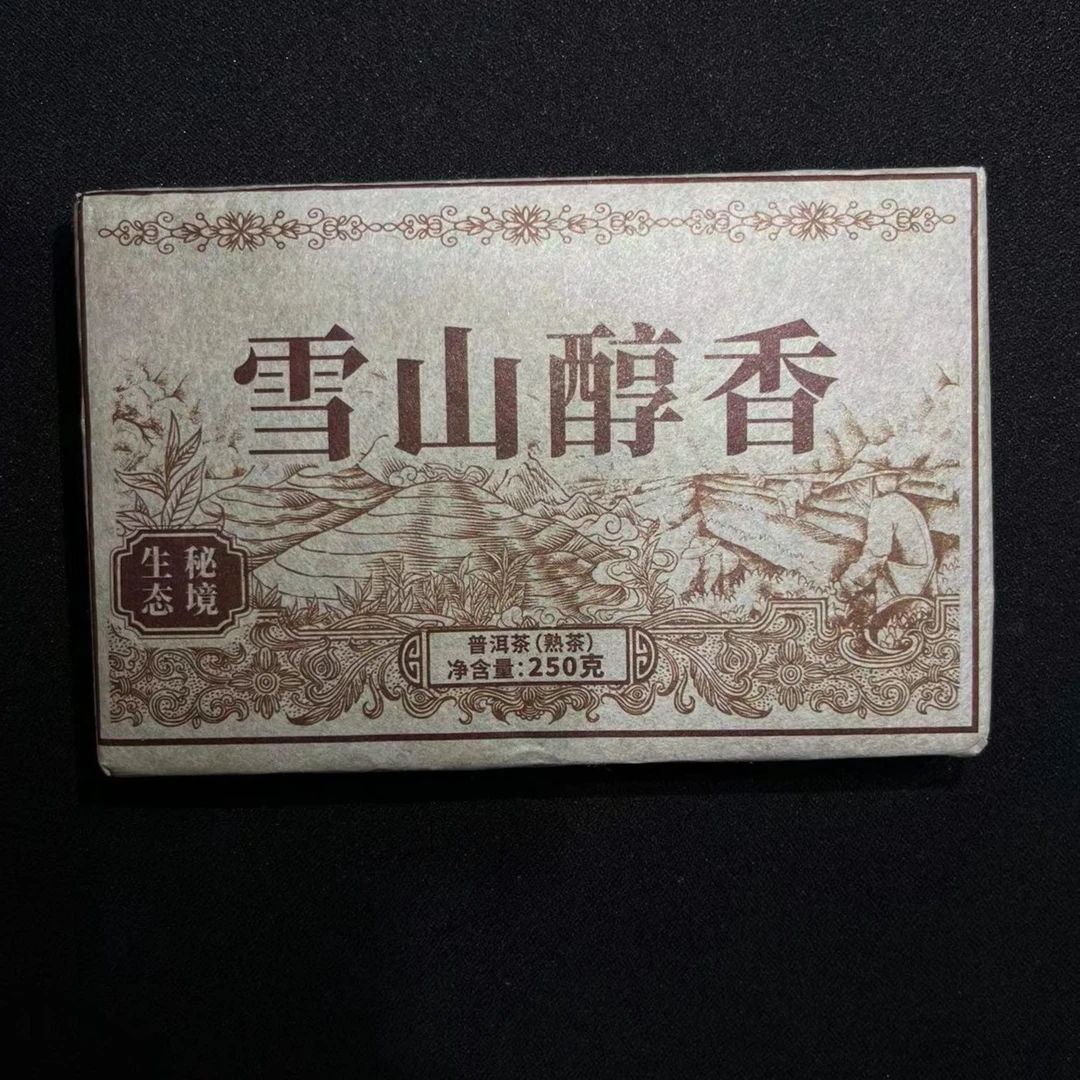 雪山醇香
秘境
生态
普洱茶(熟茶)
净含量:250克